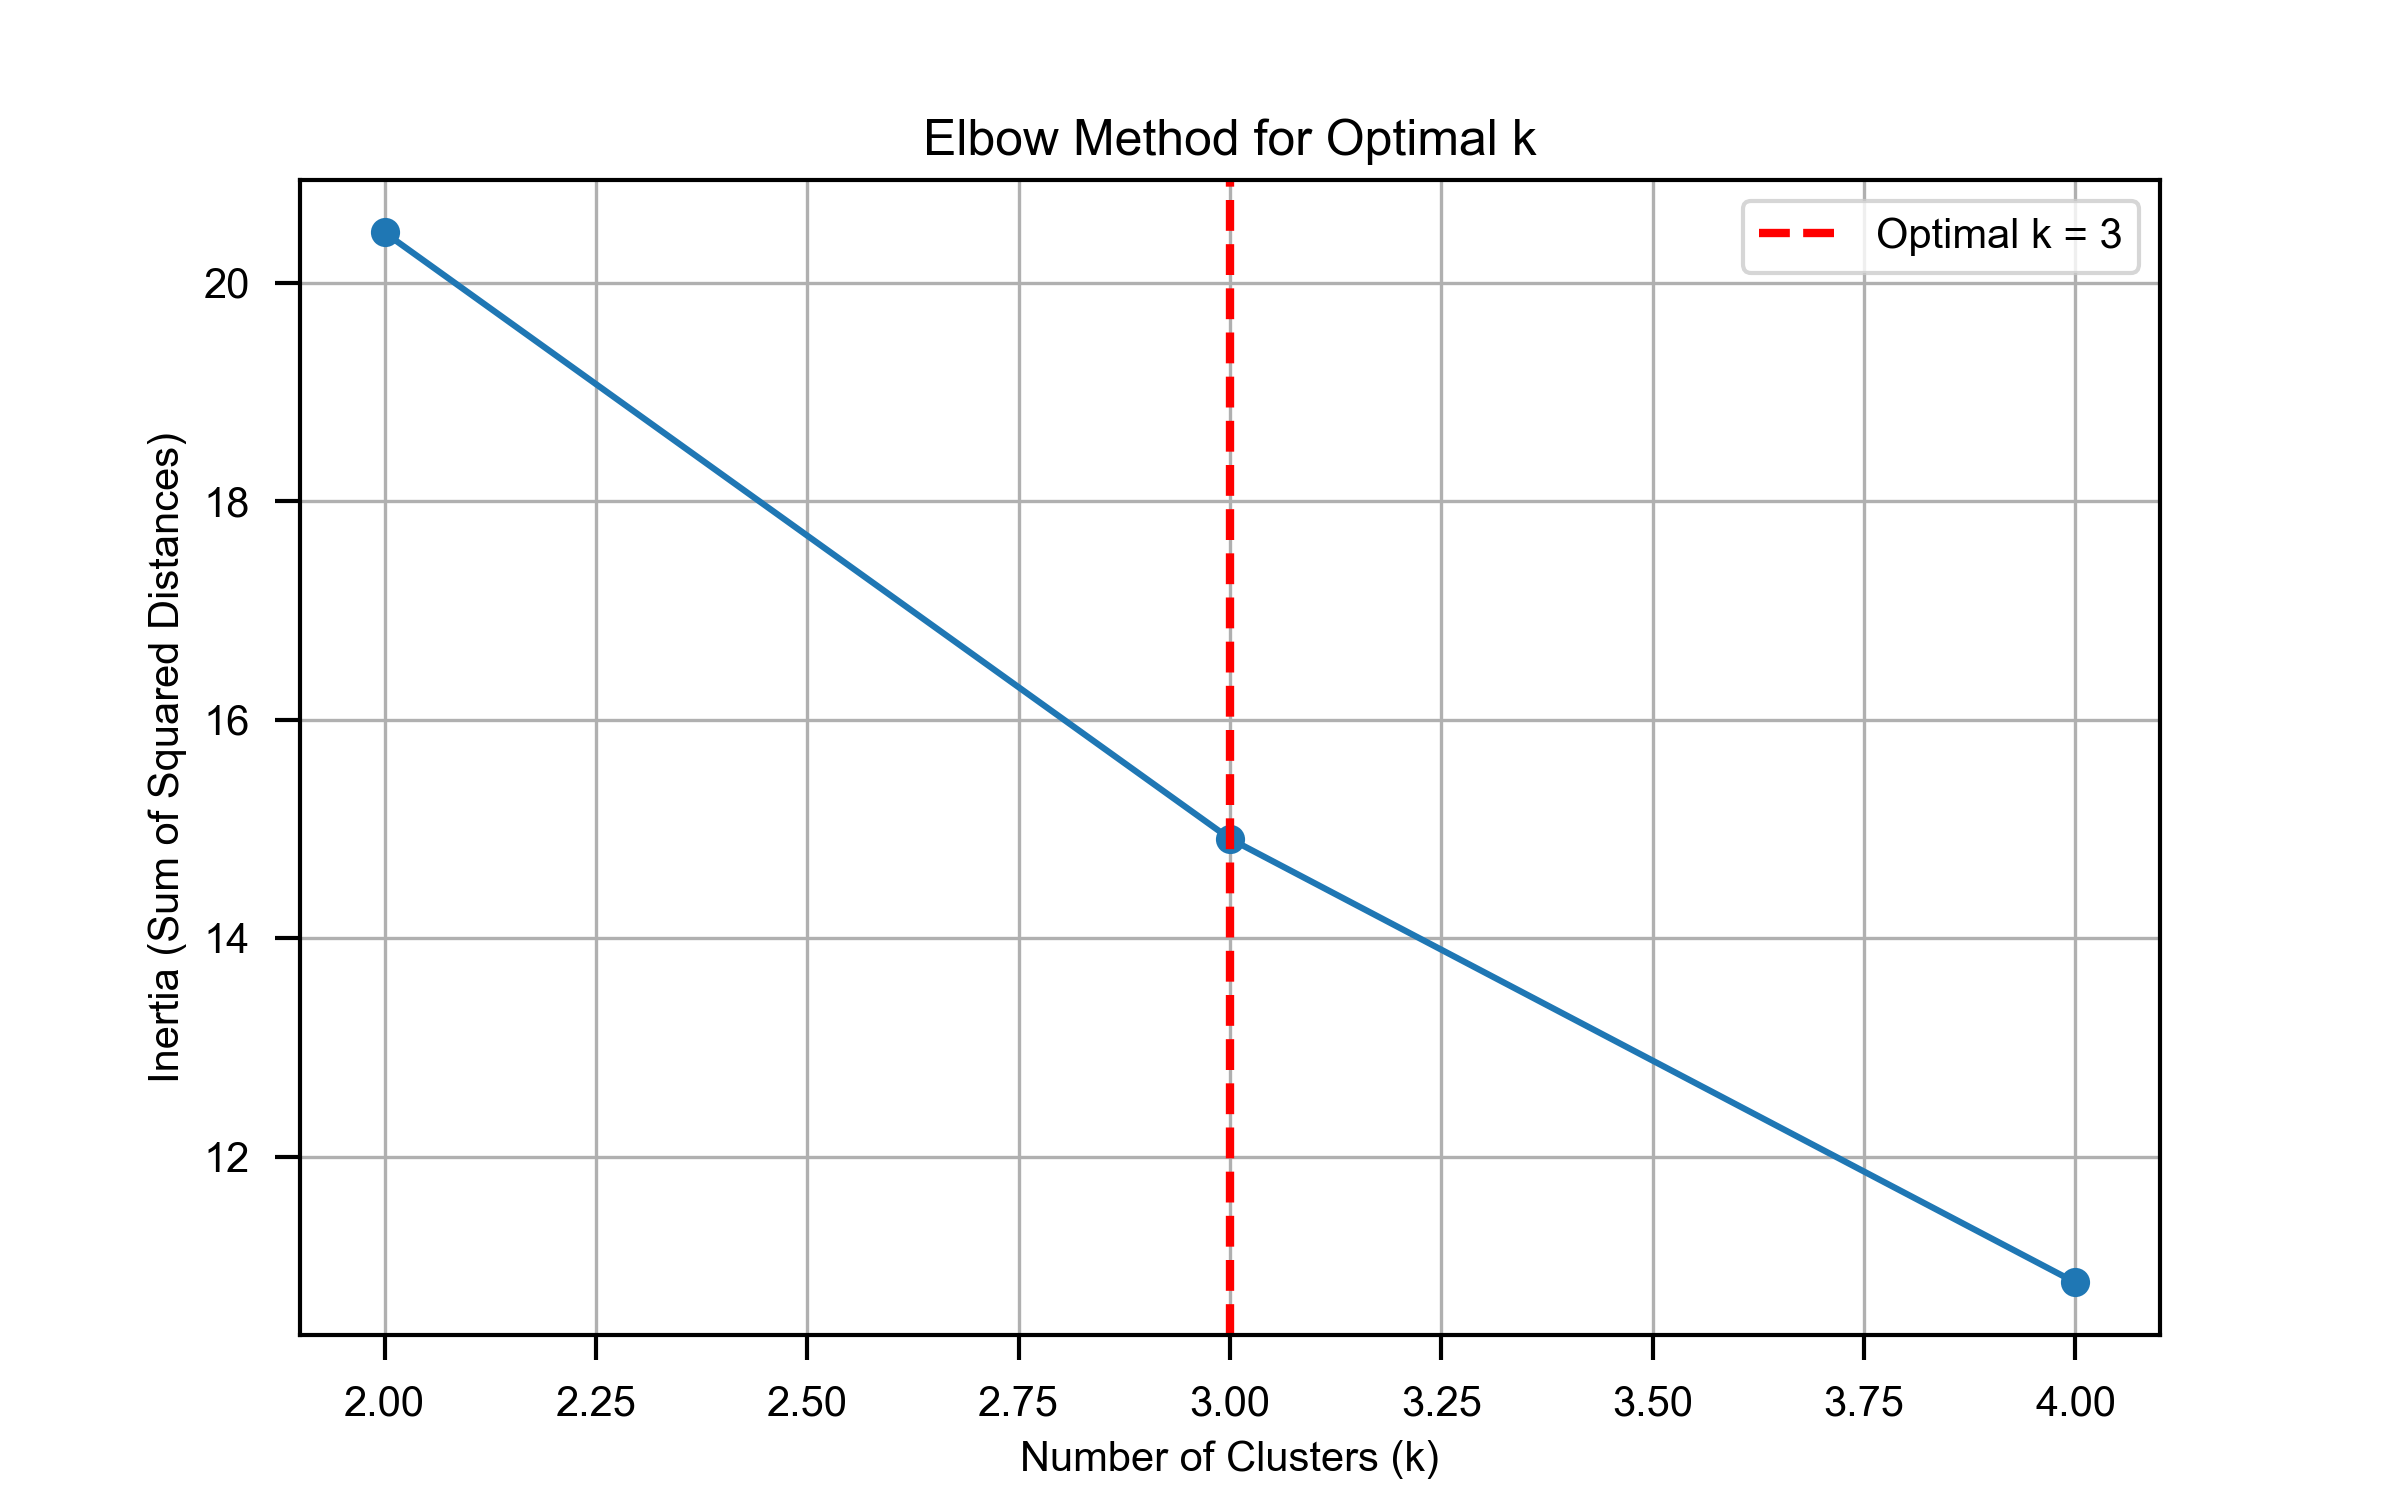 Elbow Method for Optimal k
Optimal k = 3
Inertia (Sum of Squared Distances)
20
18
16
14
12
2.00 2.25 2.50 2.75 3.00 3.25 3.50 3.75 4.00
Number of Clusters (k)